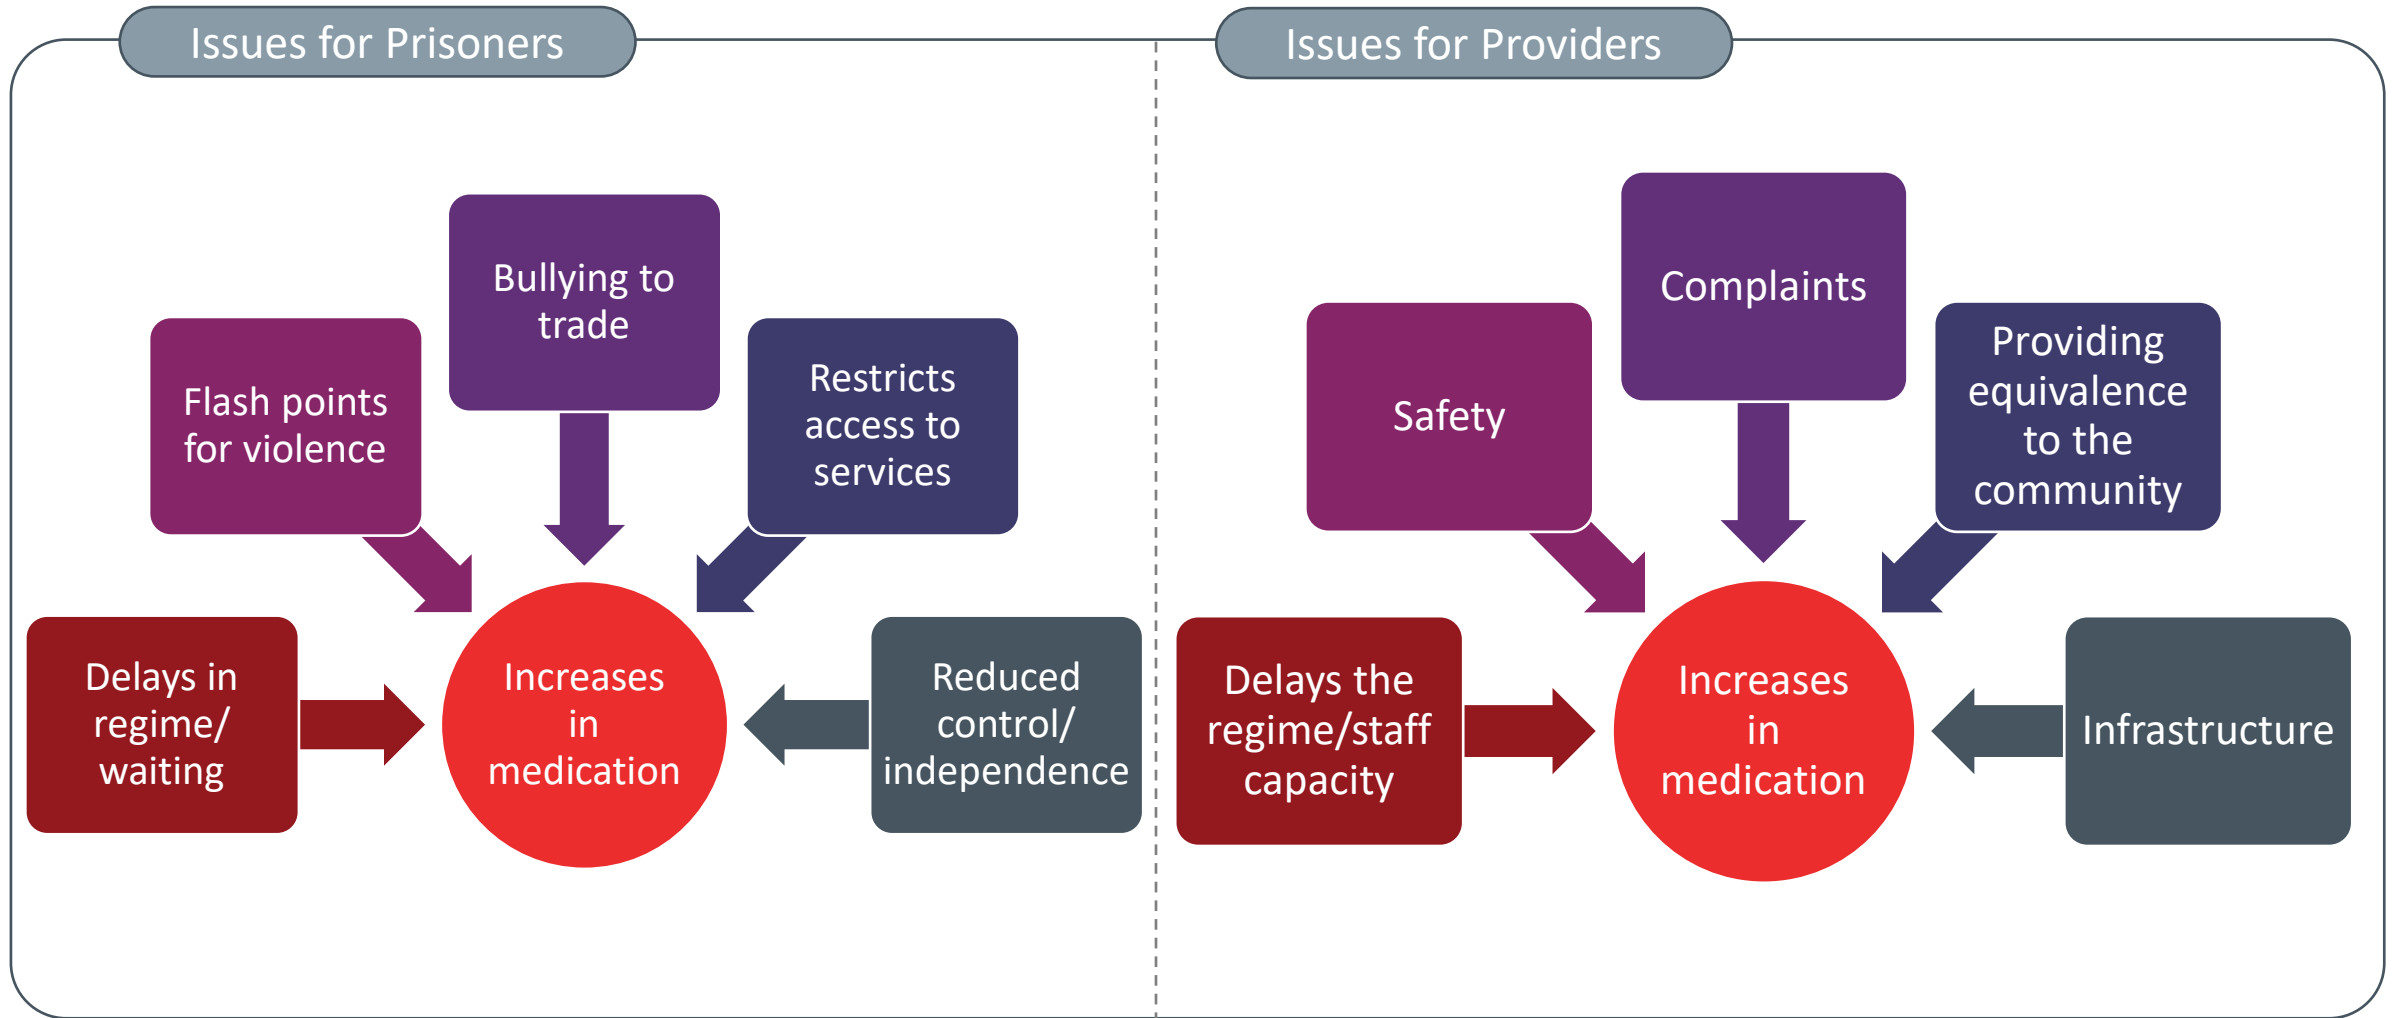 Issues for Prisoners
Bullying to
trade
Flash points
for violence
Restricts
access to
services
Delays in
regime/
waiting
Increases
in
medication
Reduced
control/
independence
Issues for Providers
Complaints
Safety
Providing
equivalence
to the
community
Delays the
regime/staff
capacity
Increases
in
medication
Infrastructure